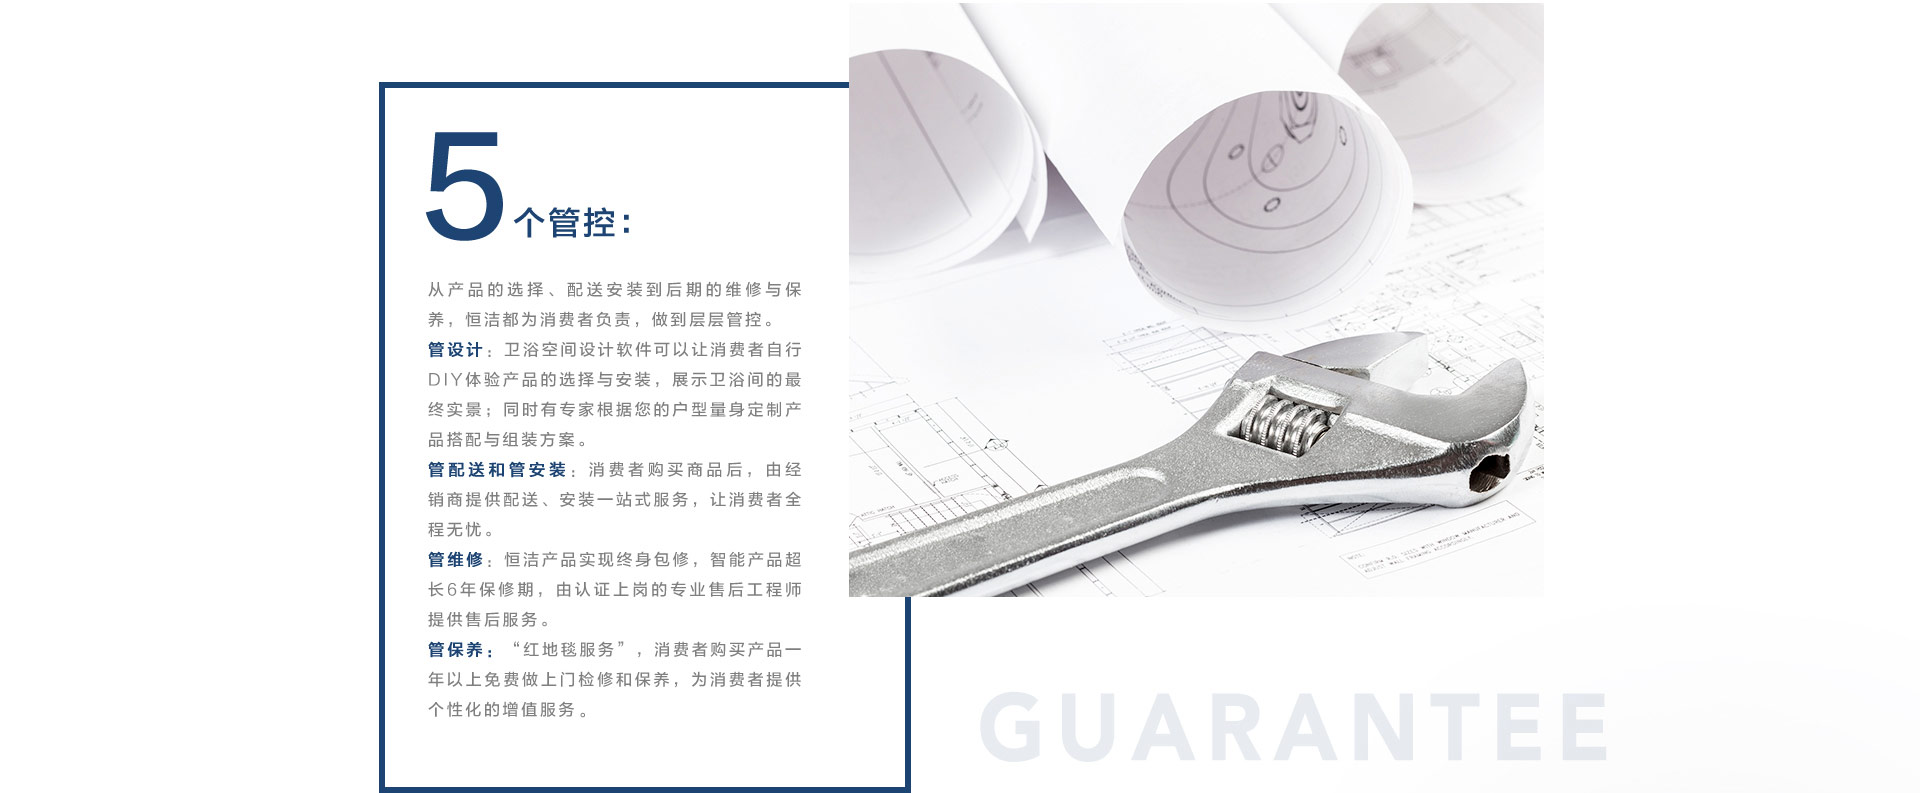 5个管控：
从产品的选择、配送安装到后期的维修与保
养，恒洁都为消费者负责，做到层层管控。
管设计：卫浴空间设计软件可以让消费者自行
DIY体验产品的选择与安装，展示卫浴间的最
终实景；同时有专家根据您的户型量身定制产
品搭配与组装方案。
管配送和管安装：消费者购买商品后，由经
销商提供配送、安装一站式服务，让消费者全
程无忧。
管维修：恒洁产品实现终身包修，智能产品超
长6年保修期，由认证上岗的专业售后工程师
提供售后服务。
管保养：“红地毯服务”，消费者购买产品一
年以上免费做上门检修和保养，为消费者提供
个性化的增值服务。
GUARANTEE